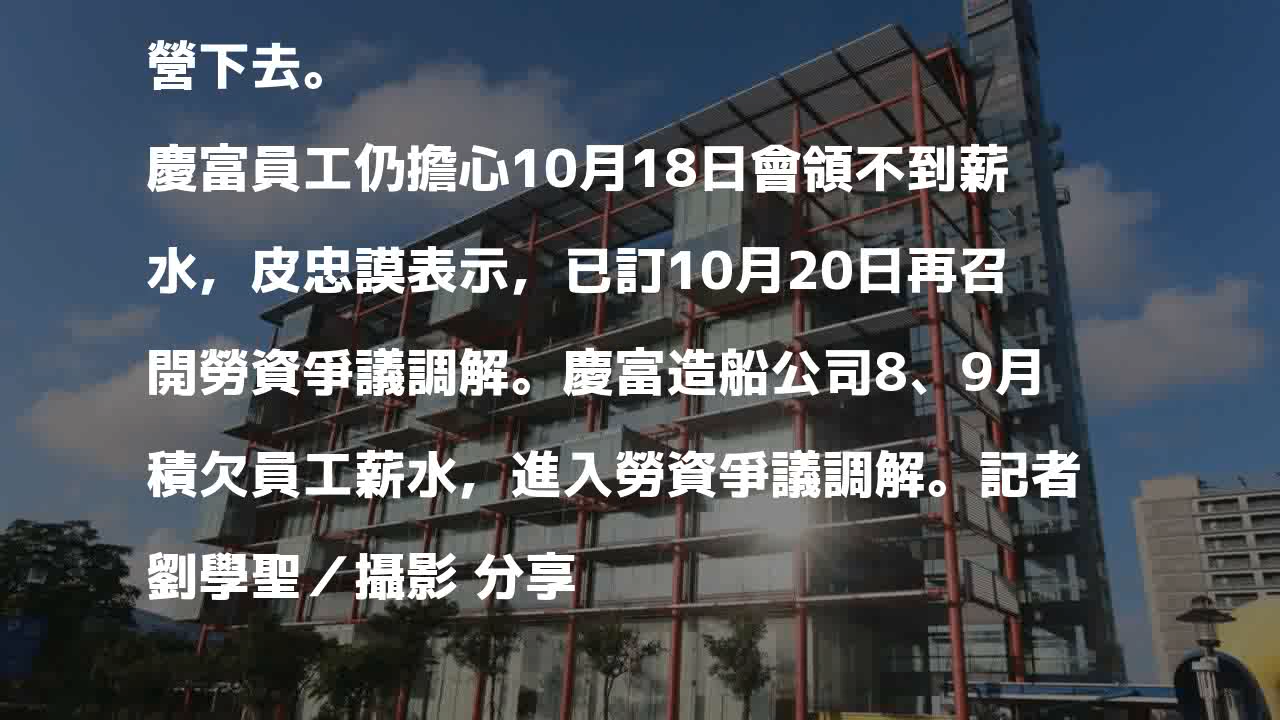 營下去。
慶富員工仍擔心10月18日會領不到薪
水，皮忠謨表示，已訂10月20日再召
開勞資爭議調解。慶富造船公司8、9月
積欠員工薪水，進入勞資爭議調解。記者
劉學聖／攝影 分享